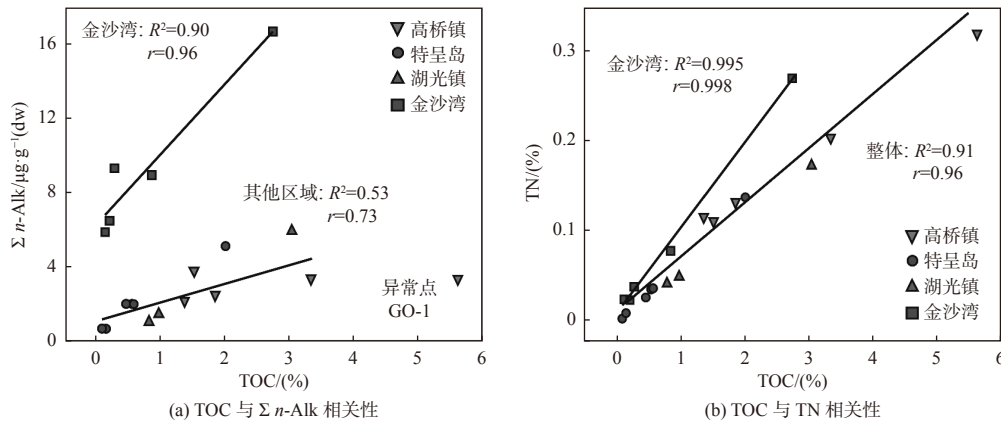 金沙湾: R²=0.90
r=0.96
高桥镇
特呈岛
湖光镇
金沙湾
其他区域: R²=0.53
r=0.73
异常点
GO-1
16
12
8
4
0
Σ n-Alk/μg·g⁻¹(dw)
0 1 2 3 4 5 6
TOC/(%)
(a) TOC 与 Σ n-Alk 相关性
金沙湾: R²=0.995
r=0.998
整体: R²=0.91
r=0.96
高桥镇
特呈岛
湖光镇
金沙湾
0.3
0.2
0.1
0
TN/(%)
0 1 2 3 4 5 6
TOC/(%)
(b) TOC 与 TN 相关性